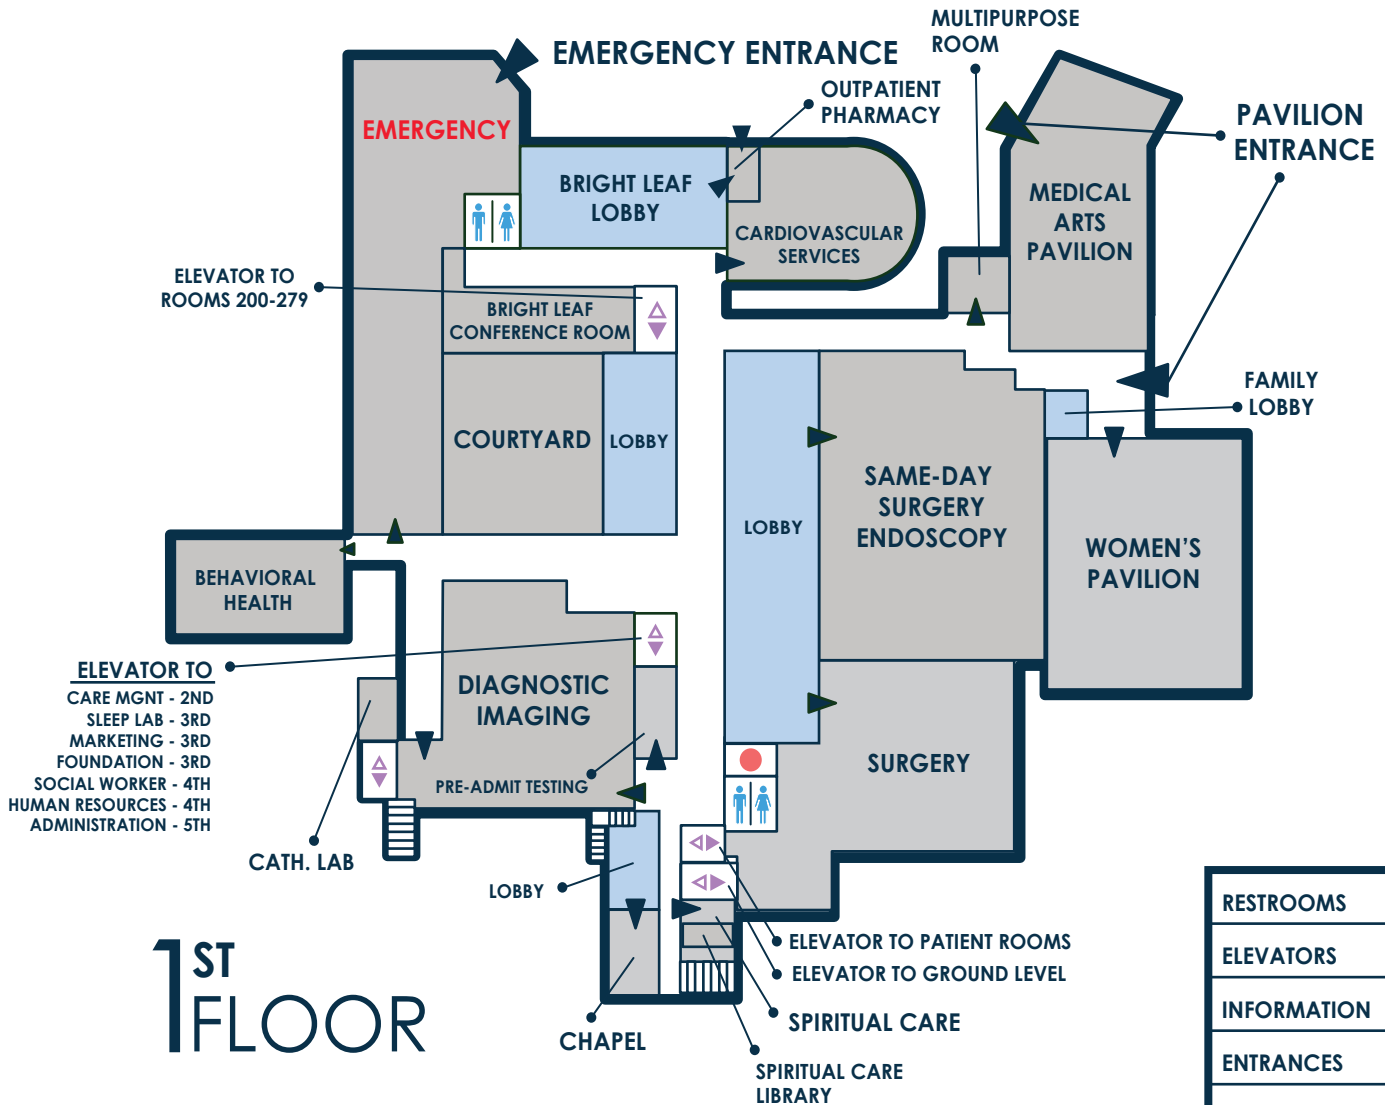 MULTIPURPOSE
ROOM
EMERGENCY ENTRANCE
OUTPATIENT
PHARMACY
EMERGENCY
PAVILION
ENTRANCE
BRIGHT LEAF
LOBBY
MEDICAL
ARTS
PAVILION
CARDIOVASCULAR
SERVICES
ELEVATOR TO
ROOMS 200-279
BRIGHT LEAF
CONFERENCE ROOM
FAMILY
LOBBY
COURTYARD
LOBBY
SAME-DAY
SURGERY
ENDOSCOPY
LOBBY
WOMEN'S
PAVILION
BEHAVIORAL
HEALTH
ELEVATOR TO
CARE MGNT - 2ND
SLEEP LAB - 3RD
MARKETING - 3RD
FOUNDATION - 3RD
SOCIAL WORKER - 4TH
HUMAN RESOURCES - 4TH
ADMINISTRATION - 5TH
DIAGNOSTIC
IMAGING
PRE-ADMIT TESTING
SURGERY
CATH. LAB
LOBBY
ELEVATOR TO PATIENT ROOMS
ELEVATOR TO GROUND LEVEL
SPIRITUAL CARE
CHAPEL
SPIRITUAL CARE
LIBRARY
1ST
FLOOR
RESTROOMS
ELEVATORS
INFORMATION
ENTRANCES